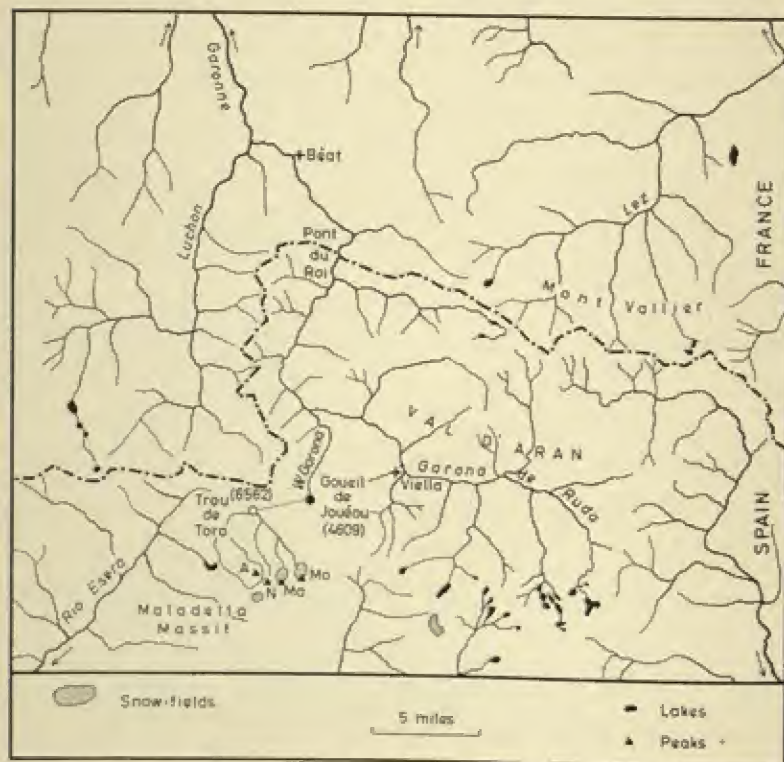 Garonne
Béat
Luchon
Pont
du
Roi
Lez
FRANCE
Mont Vallier
VAL
D'ARAN
W. Garona
Goueil
de
Jouéou
(4609)
Viella
Garona de Ruda
Trou
de
Toro
(6562)
SPAIN
Rio Esera
A
N
Ma
Mo
Maladetta
Massif
Snow-fields
5 miles
Lakes
Peaks